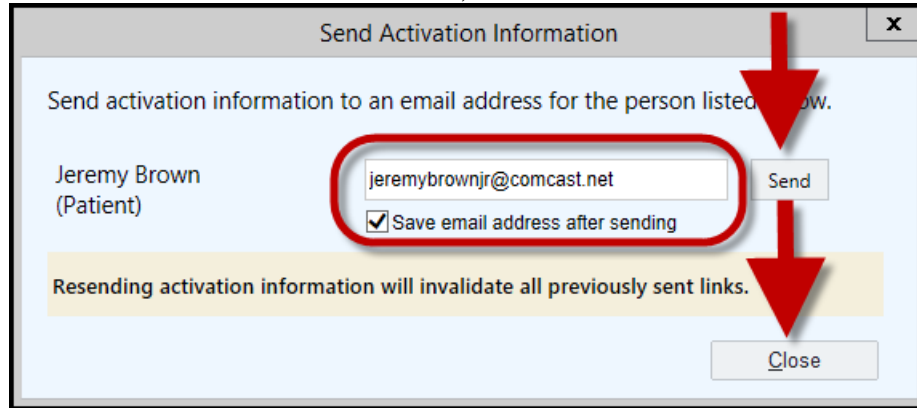 Send Activation Information
x
Send activation information to an email address for the person listed
Jeremy Brown
(Patient)
jeremybrownjr@comcast.net
Send
Save email address after sending
Resending activation information will invalidate all previously sent links.
Close